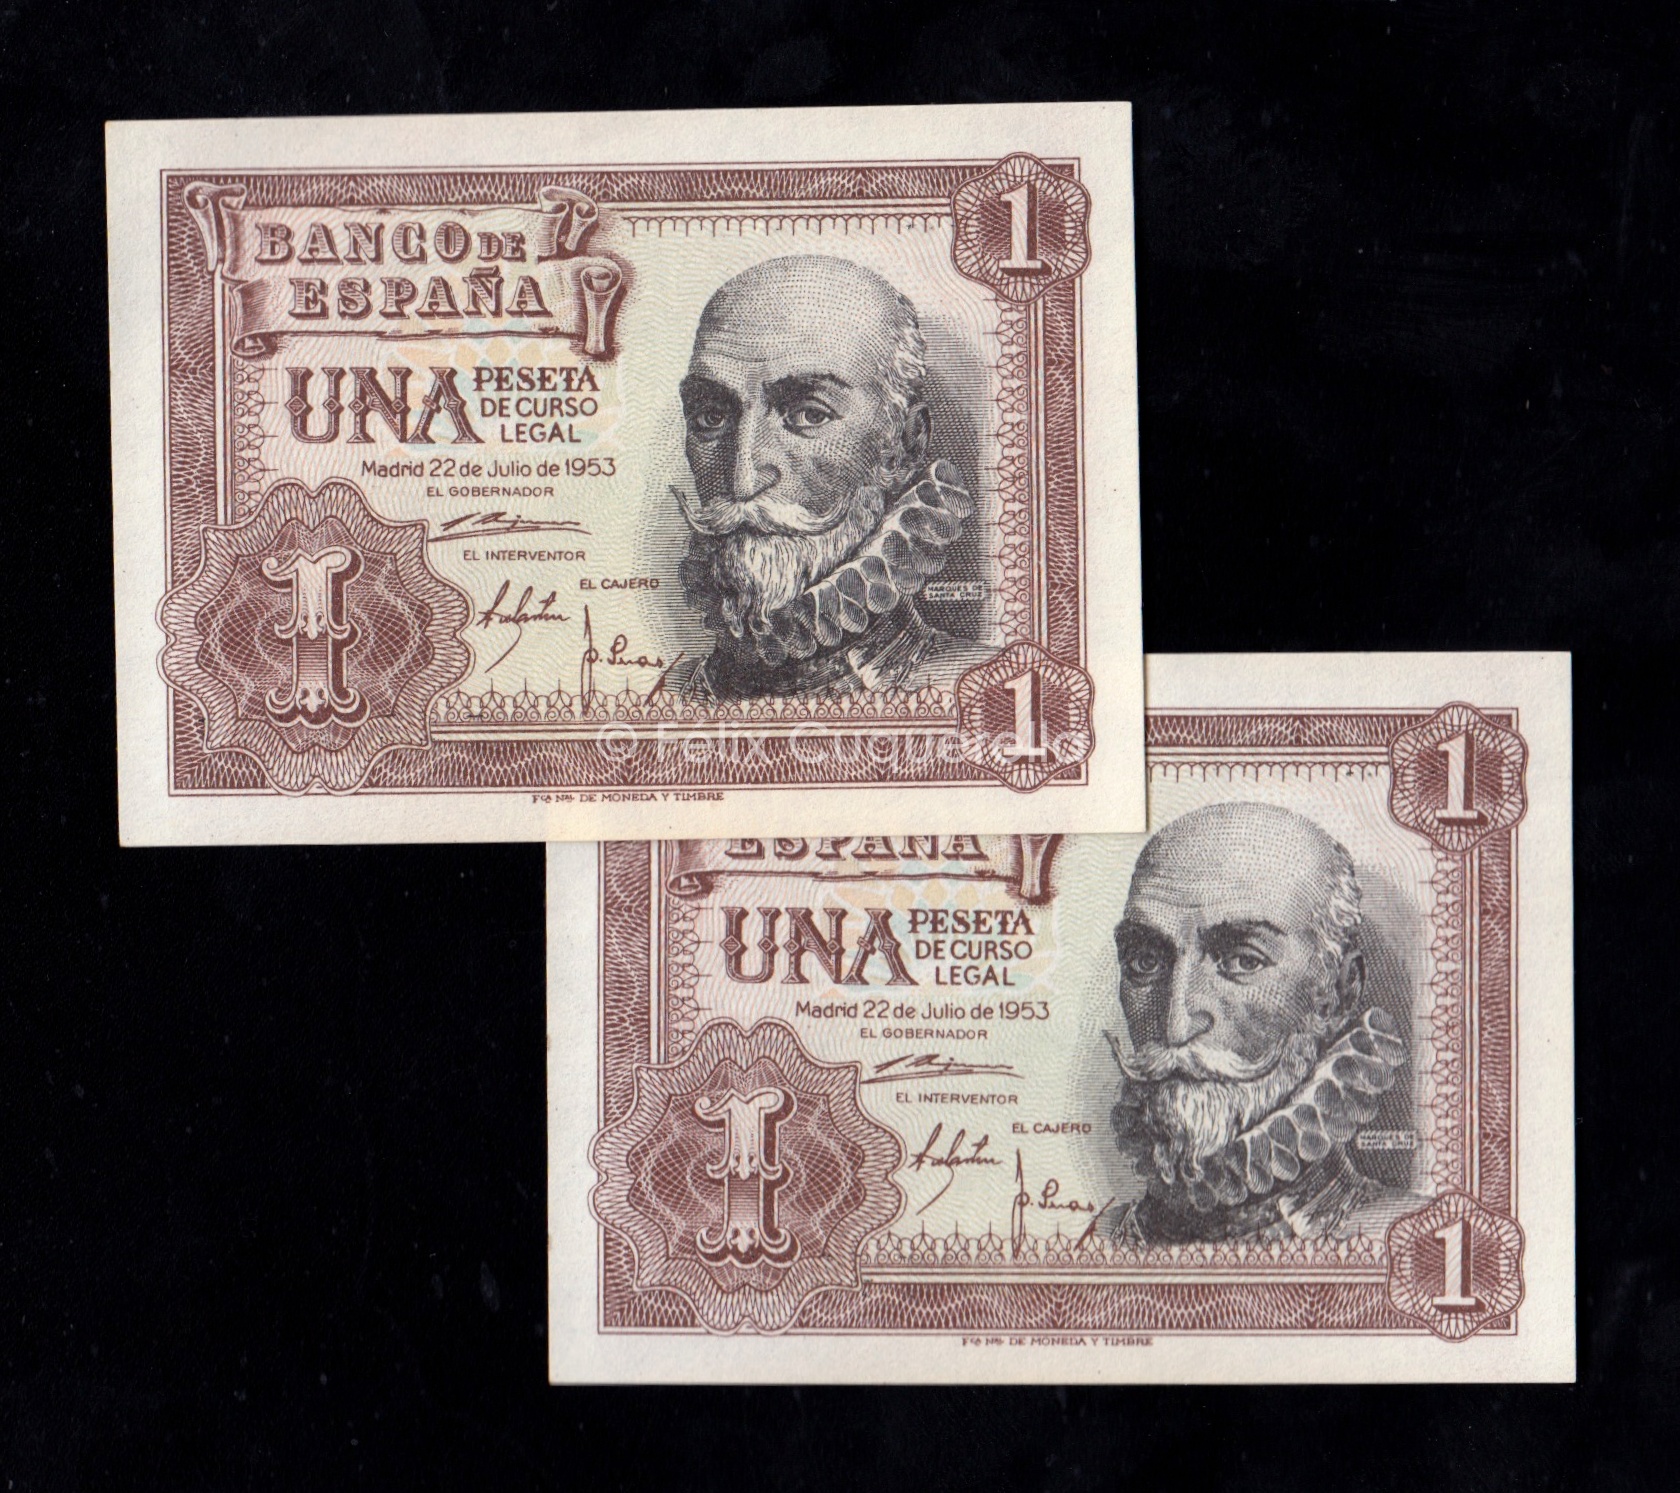 BANCO DE
ESPAÑA
1
UNA PESETA
DE CURSO
LEGAL
Madrid 22 de Julio de 1953
EL GOBERNADOR
EL INTERVENTOR
EL CAJERO
MARQUES DE
SANTA CRUZ
1
1
© Felix Cuquerella
Fca Nal DE MONEDA Y TIMBRE
1
ESPAÑA
UNA PESETA
DE CURSO
LEGAL
Madrid 22 de Julio de 1953
EL GOBERNADOR
EL INTERVENTOR
EL CAJERO
MARQUES DE
SANTA CRUZ
1
1
Fca Nal DE MONEDA Y TIMBRE